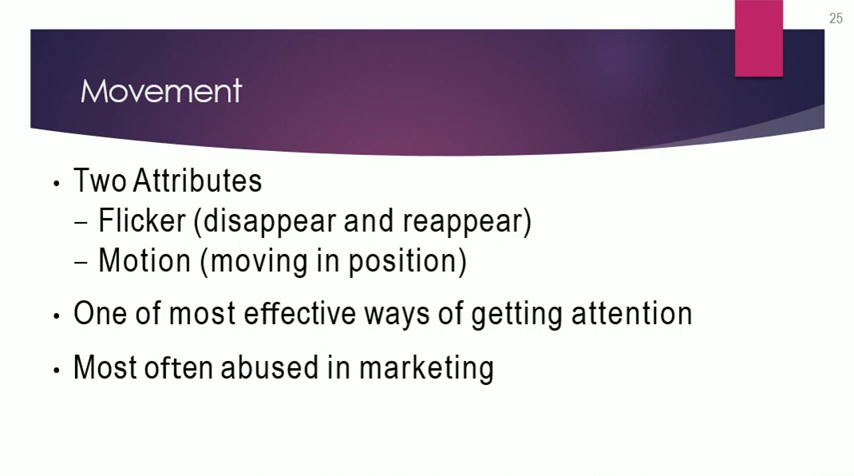 25
Movement
• Two Attributes
– Flicker (disappear and reappear)
– Motion (moving in position)
• One of most effective ways of getting attention
• Most often abused in marketing